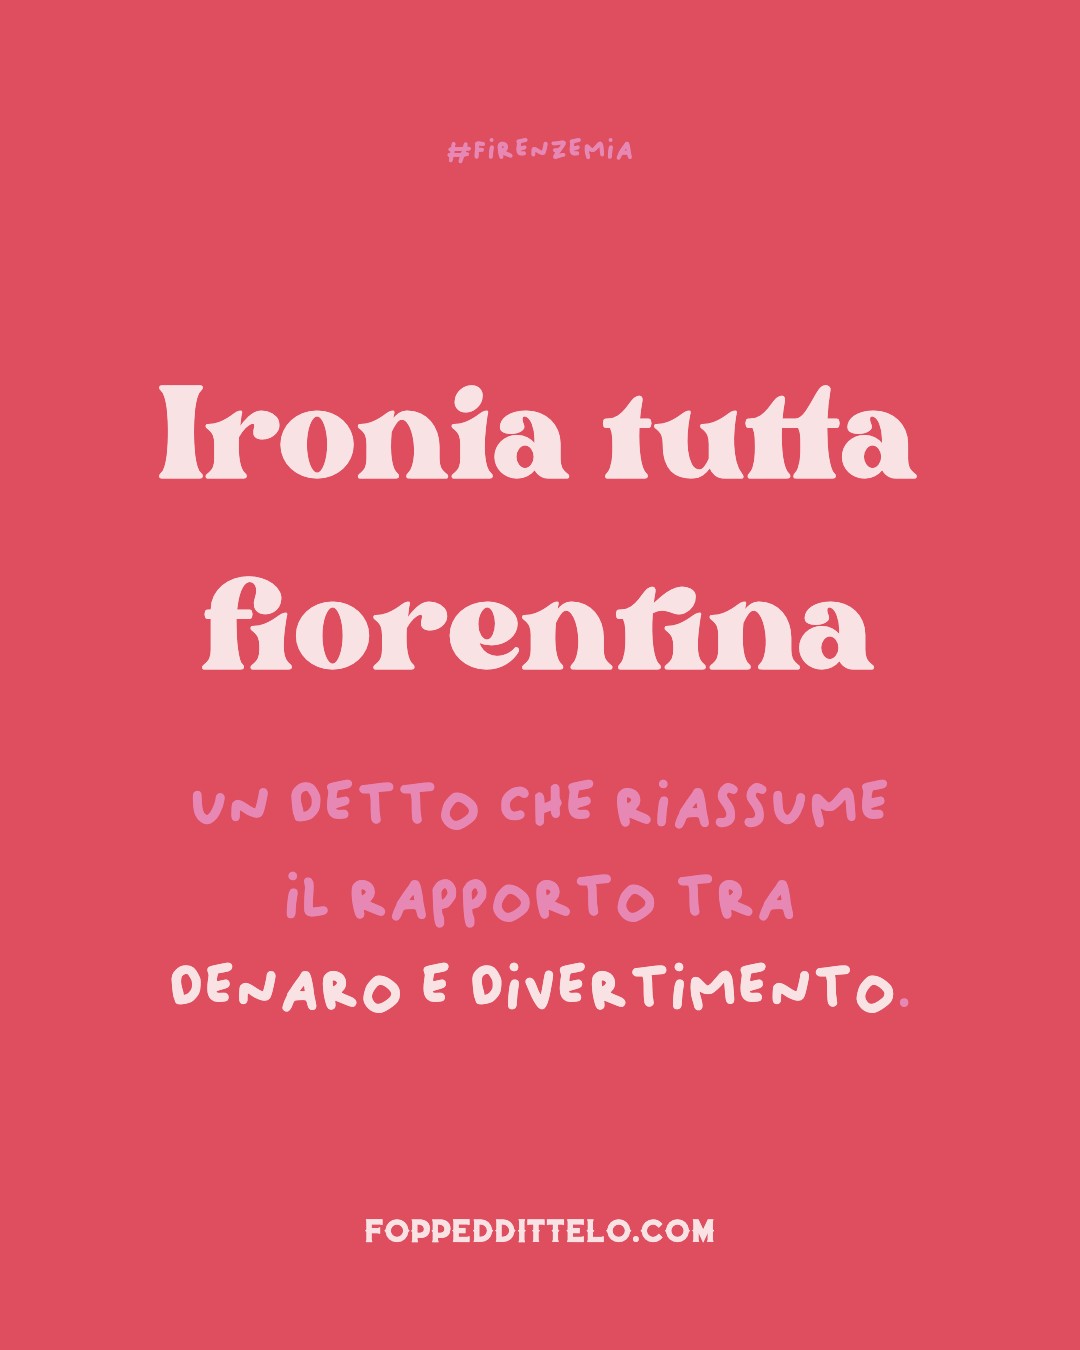 #FiRENZEMiA
Ironia tutta
fiorentina
UN DETTO CHE RiASSUME
iL RAPPORTO TRA
DENARO E DiVERTiMENTO.
FOPPEDDITTELO.COM